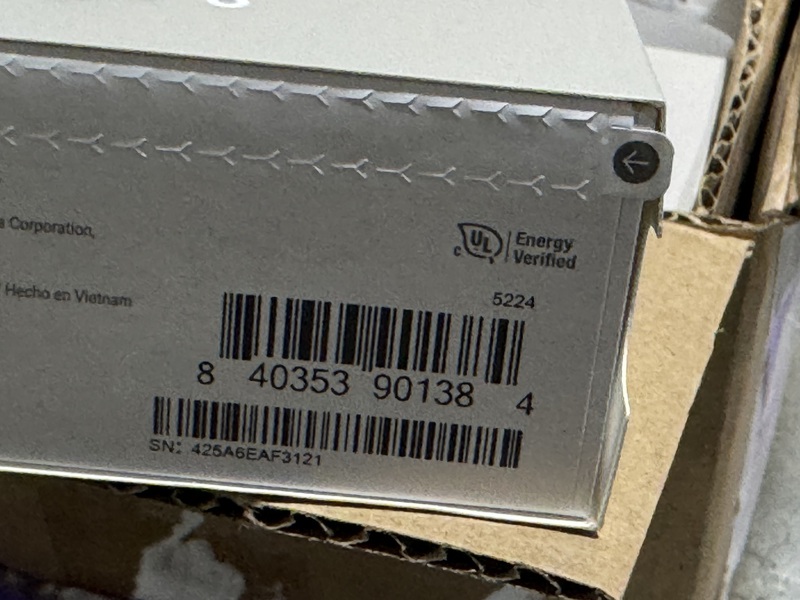 Corporation,
Hecho en Vietnam
c UL Energy
Verified
5224
8 40353 90138 4
SN: 425A6EAF3121